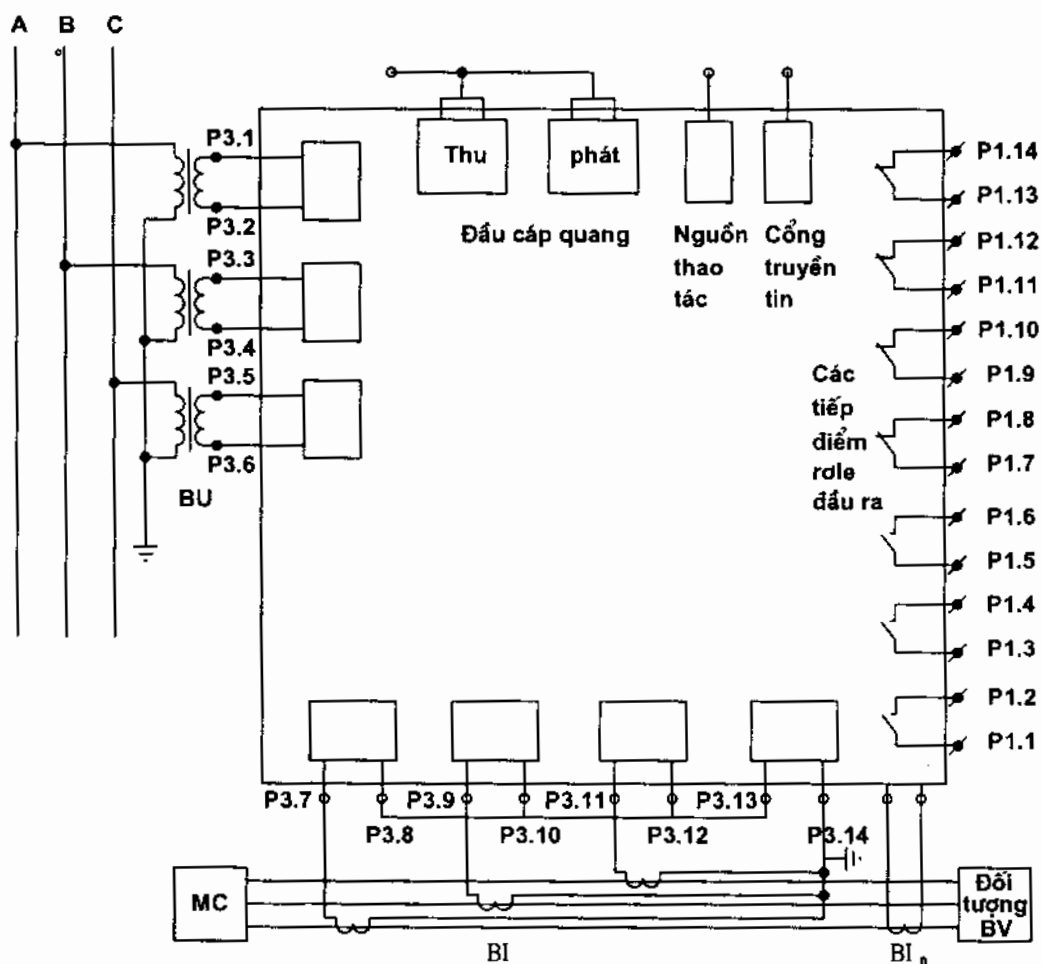 A B C
P3.1
P3.2
P3.3
P3.4
P3.5
P3.6
BU
Thu
phát
Đầu cáp quang
Nguồn
thao
tác
Cổng
truyền
tin
P1.14
P1.13
P1.12
P1.11
P1.10
P1.9
P1.8
P1.7
P1.6
P1.5
P1.4
P1.3
P1.2
P1.1
Các
tiếp
điểm
rơle
đầu ra
P3.7
P3.8
P3.9
P3.10
P3.11
P3.12
P3.13
P3.14
MC
Đối
tượng
BV
BI
BI n